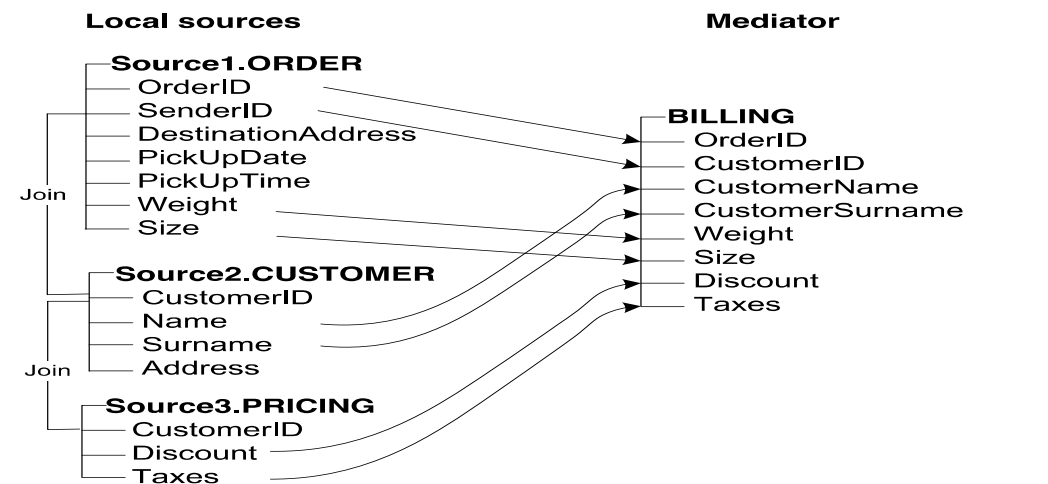 Local sources
Mediator
Source1.ORDER
OrderID
SenderID
DestinationAddress
PickUpDate
PickUpTime
Weight
Size
Join
Source2.CUSTOMER
CustomerID
Name
Surname
Address
Join
Source3.PRICING
CustomerID
Discount
Taxes
BILLING
OrderID
CustomerID
CustomerName
CustomerSurname
Weight
Size
Discount
Taxes